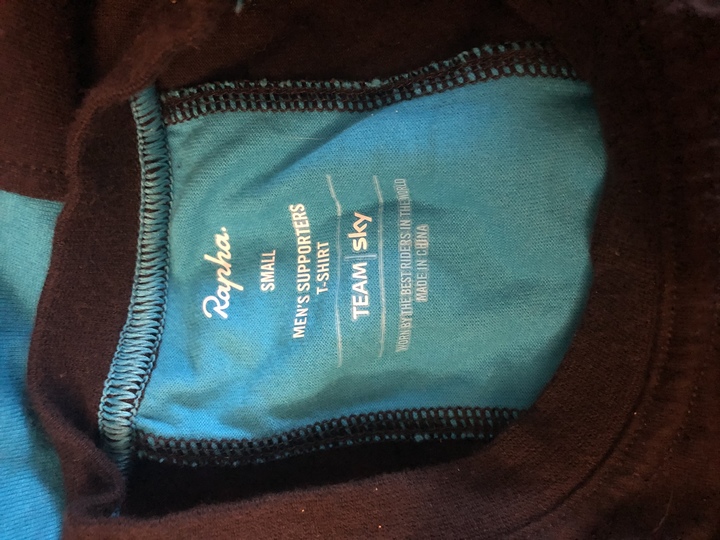 Rapha.
SMALL
MEN'S SUPPORTERS
T-SHIRT
TEAM sky
WORN BY THE BEST RIDERS IN THE WORLD
MADE IN CHINA